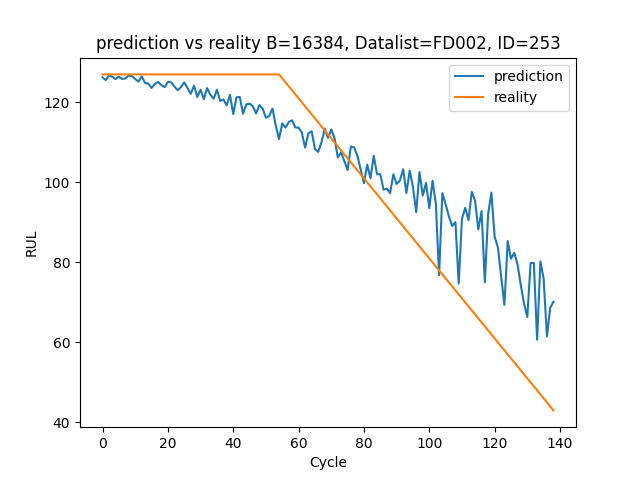 prediction vs reality B=16384, Datalist=FD002, ID=253
prediction
reality
120
100
80
60
40
RUL
0 20 40 60 80 100 120 140
Cycle